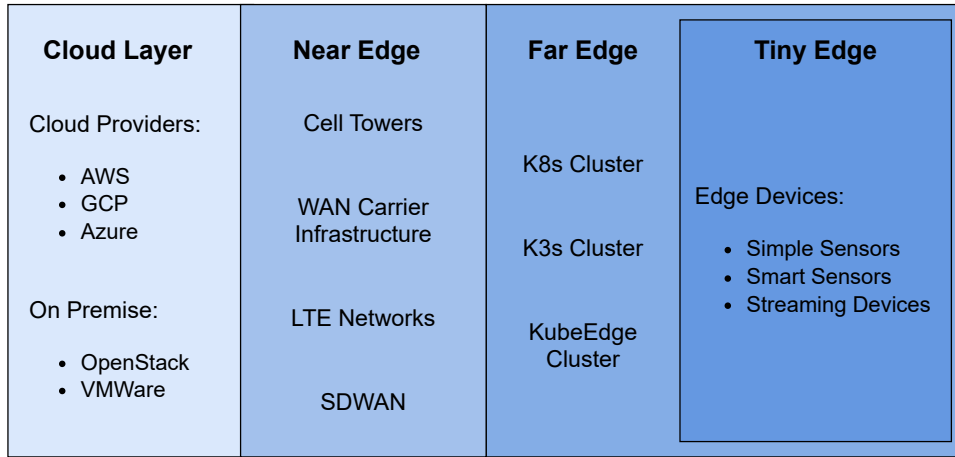 Cloud Layer
Cloud Providers:
• AWS
• GCP
• Azure
On Premise:
• OpenStack
• VMWare
Near Edge
Cell Towers
WAN Carrier
Infrastructure
LTE Networks
SDWAN
Far Edge
K8s Cluster
K3s Cluster
KubeEdge
Cluster
Tiny Edge
Edge Devices:
• Simple Sensors
• Smart Sensors
• Streaming Devices